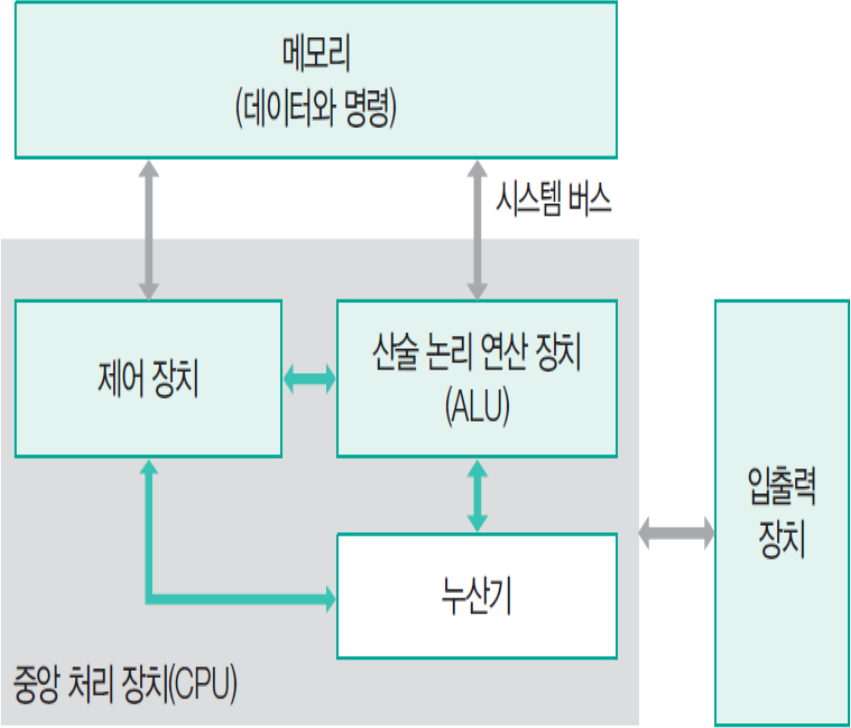 메모리
(데이터와 명령)
시스템 버스
제어 장치
산술 논리 연산 장치
(ALU)
입출력
장치
누산기
중앙 처리 장치(CPU)